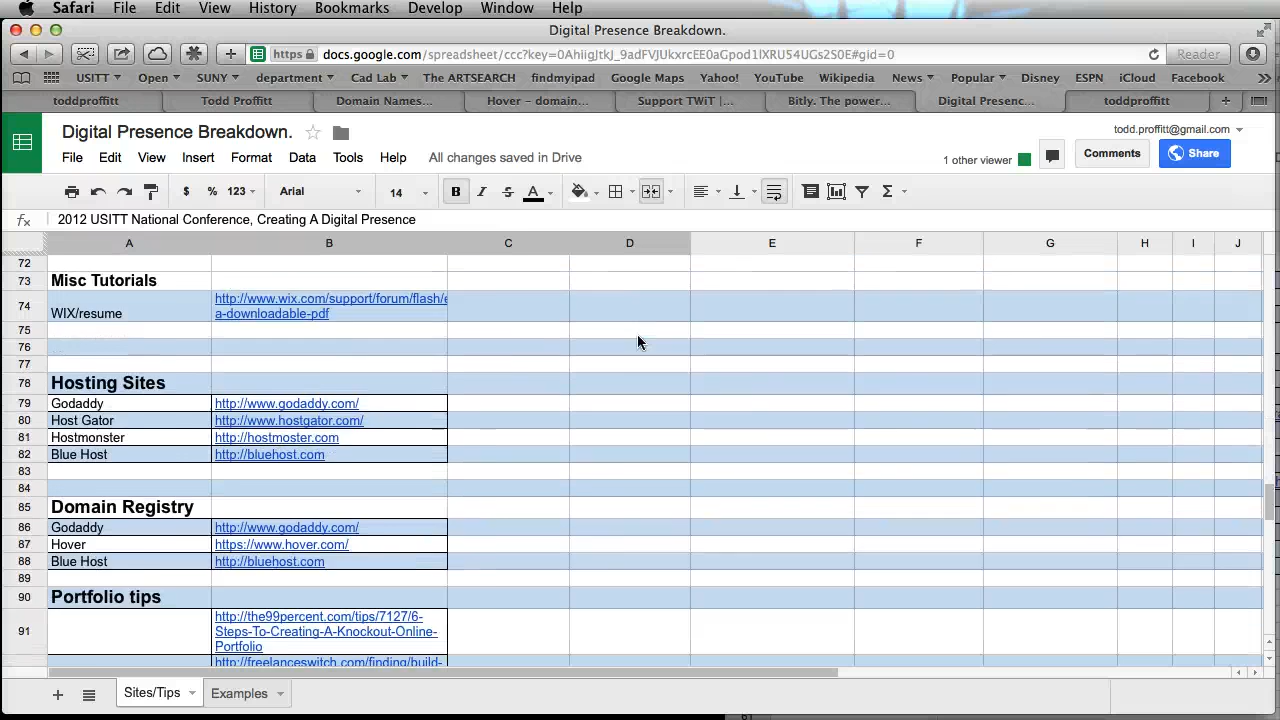 Safari File Edit View History Bookmarks Develop Window Help
Digital Presence Breakdown.
https docs.google.com/spreadsheet/ccc?key=0AhiigJtkJ_9adFVJUkxrcEE0aGpod1lXRU54UGs2S0E#gid=0 Reader
USITT Open SUNY department Cad Lab The ARTSEARCH findmyipad Google Maps Yahoo! YouTube Wikipedia News Popular Disney ESPN iCloud Facebook
toddproffitt Todd Proffitt Domain Names... Hover – domain... Support TWiT |... Bitly. The power... Digital Presenc... toddproffitt
Digital Presence Breakdown. todd.proffitt@gmail.com
File Edit View Insert Format Data Tools Help All changes saved in Drive 1 other viewer Comments Share
$ % 123 Arial 14 B I S A Σ
fx 2012 USITT National Conference, Creating A Digital Presence
A B C D E F G H I J
72
73 Misc Tutorials
74 WIX/resume http://www.wix.com/support/forum/flash/e
a-downloadable-pdf
75
76
77
78 Hosting Sites
79 Godaddy http://www.godaddy.com/
80 Host Gator http://www.hostgator.com/
81 Hostmonster http://hostmoster.com
82 Blue Host http://bluehost.com
83
84
85 Domain Registry
86 Godaddy http://www.godaddy.com/
87 Hover https://www.hover.com/
88 Blue Host http://bluehost.com
89
90 Portfolio tips
91 http://the99percent.com/tips/7127/6-
Steps-To-Creating-A-Knockout-Online-
Portfolio
http://freelanceswitch.com/finding/build-
Sites/Tips Examples